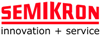 SEMIKRON
innovation + service